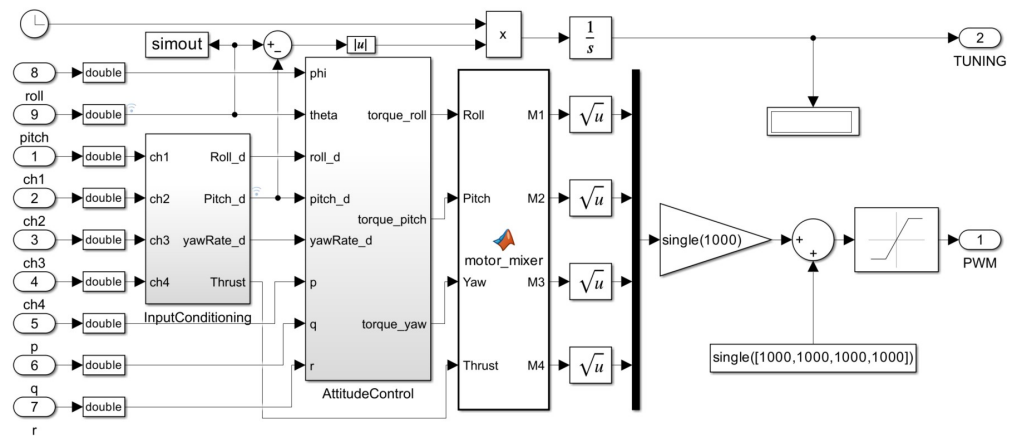 x
1
s
2
TUNING
simout
+
−
|u|
8
double
phi
roll
9
double
theta
torque_roll
Roll
M1
√u
pitch
1
double
ch1
Roll_d
roll_d
ch1
2
double
ch2
Pitch_d
pitch_d
torque_pitch
Pitch
M2
√u
ch2
3
double
ch3
yawRate_d
yawRate_d
motor_mixer
single(1000)
+
+
1
PWM
ch3
4
double
ch4
Thrust
p
Yaw
M3
√u
InputConditioning
ch4
5
double
q
torque_yaw
p
6
double
r
Thrust
M4
√u
single([1000,1000,1000,1000])
AttitudeControl
q
7
double
r